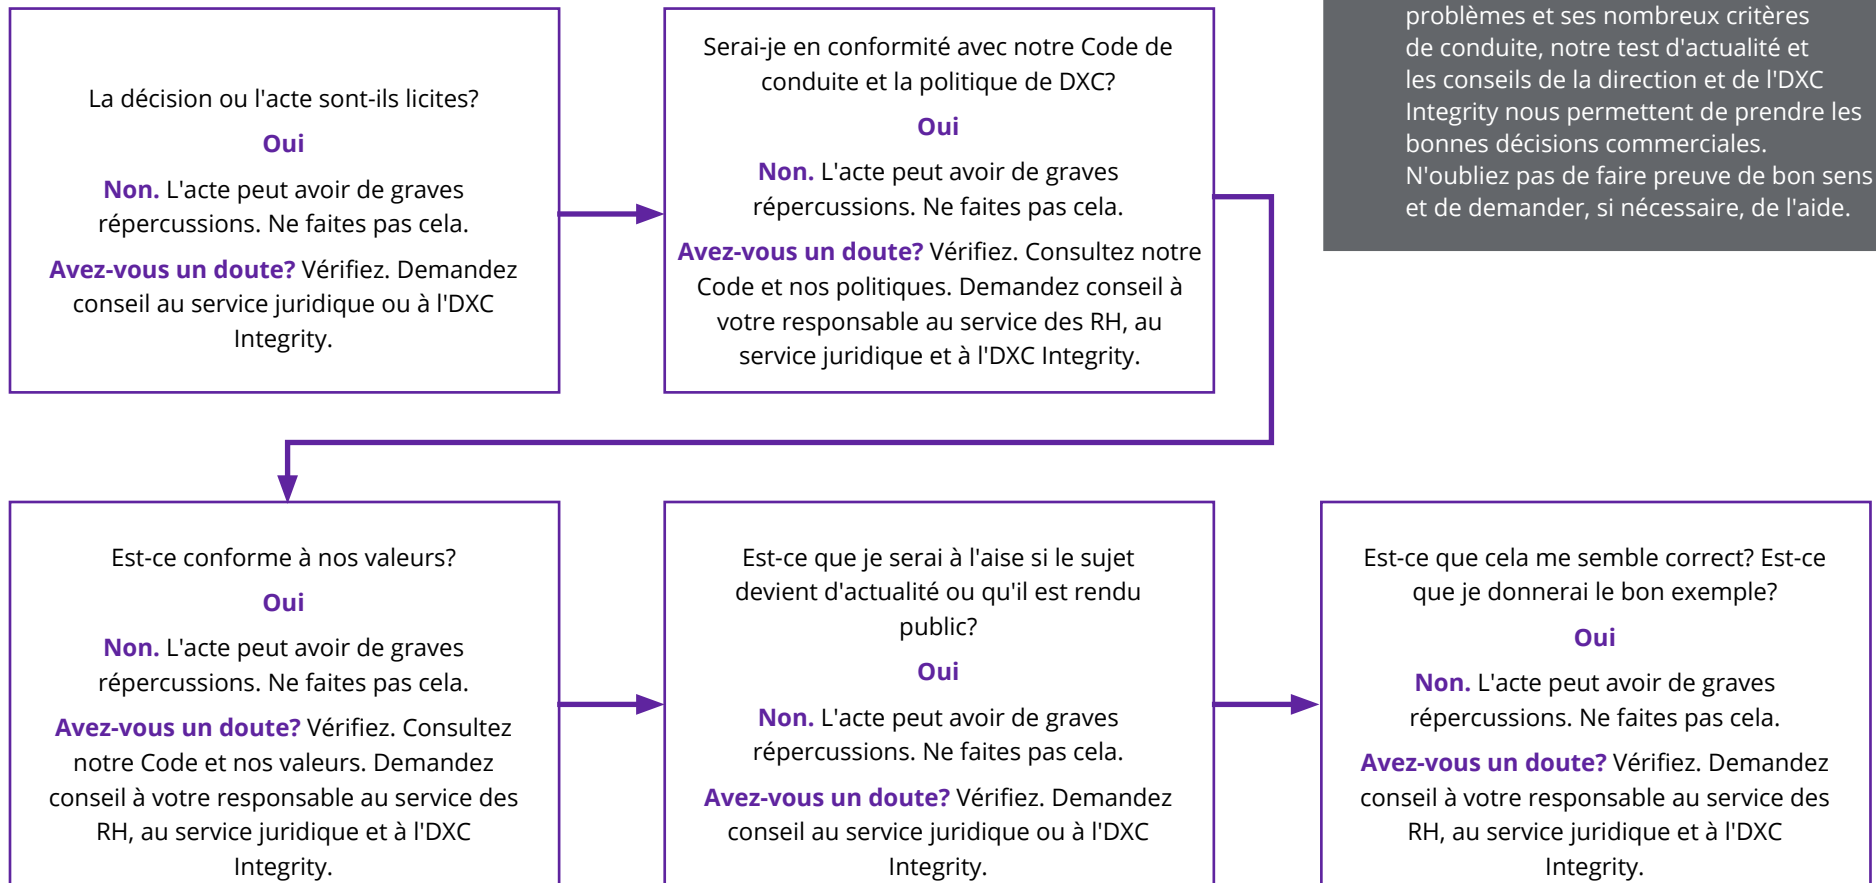 La décision ou l'acte sont-ils licites?
Oui
Non. L'acte peut avoir de graves
répercussions. Ne faites pas cela.
Avez-vous un doute? Vérifiez. Demandez
conseil au service juridique ou à l'DXC
Integrity.
Serai-je en conformité avec notre Code de
conduite et la politique de DXC?
Oui
Non. L'acte peut avoir de graves
répercussions. Ne faites pas cela.
Avez-vous un doute? Vérifiez. Consultez notre
Code et nos politiques. Demandez conseil à
votre responsable au service des RH, au
service juridique et à l'DXC Integrity.
problèmes et ses nombreux critères
de conduite, notre test d'actualité et
les conseils de la direction et de l'DXC
Integrity nous permettent de prendre les
bonnes décisions commerciales.
N'oubliez pas de faire preuve de bon sens
et de demander, si nécessaire, de l'aide.
Est-ce conforme à nos valeurs?
Oui
Non. L'acte peut avoir de graves
répercussions. Ne faites pas cela.
Avez-vous un doute? Vérifiez. Consultez
notre Code et nos valeurs. Demandez
conseil à votre responsable au service des
RH, au service juridique et à l'DXC
Integrity.
Est-ce que je serai à l'aise si le sujet
devient d'actualité ou qu'il est rendu
public?
Oui
Non. L'acte peut avoir de graves
répercussions. Ne faites pas cela.
Avez-vous un doute? Vérifiez. Demandez
conseil au service juridique ou à l'DXC
Integrity.
Est-ce que cela me semble correct? Est-ce
que je donnerai le bon exemple?
Oui
Non. L'acte peut avoir de graves
répercussions. Ne faites pas cela.
Avez-vous un doute? Vérifiez. Demandez
conseil à votre responsable au service des
RH, au service juridique et à l'DXC
Integrity.